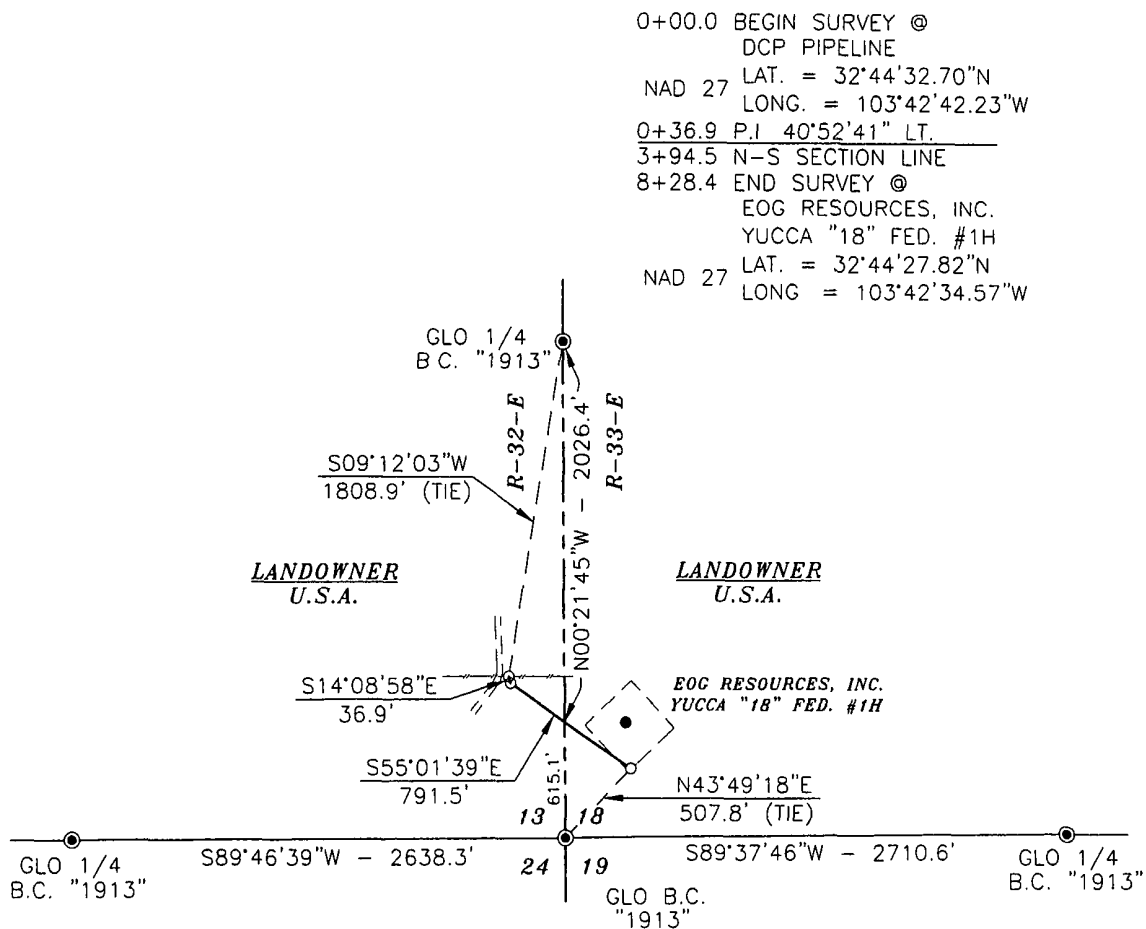 0+00.0 BEGIN SURVEY @
DCP PIPELINE
NAD 27
LAT. = 32°44'32.70"N
LONG. = 103°42'42.23"W
0+36.9 P.I 40°52'41" LT.
3+94.5 N-S SECTION LINE
8+28.4 END SURVEY @
EOG RESOURCES, INC.
YUCCA "18" FED. #1H
NAD 27
LAT. = 32°44'27.82"N
LONG = 103°42'34.57"W
GLO 1/4
B C. "1913"
R-32-E
N00°21'45"W - 2026.4'
R-33-E
S09°12'03"W
1808.9' (TIE)
LANDOWNER
U.S.A.
LANDOWNER
U.S.A.
S14°08'58"E
36.9'
EOG RESOURCES, INC.
YUCCA "18" FED. #1H
S55°01'39"E
791.5'
615.1'
N43°49'18"E
507.8' (TIE)
13 18
S89°46'39"W - 2638.3'
S89°37'46"W - 2710.6'
24 19
GLO 1/4
B.C. "1913"
GLO B.C.
"1913"
GLO 1/4
B.C. "1913"